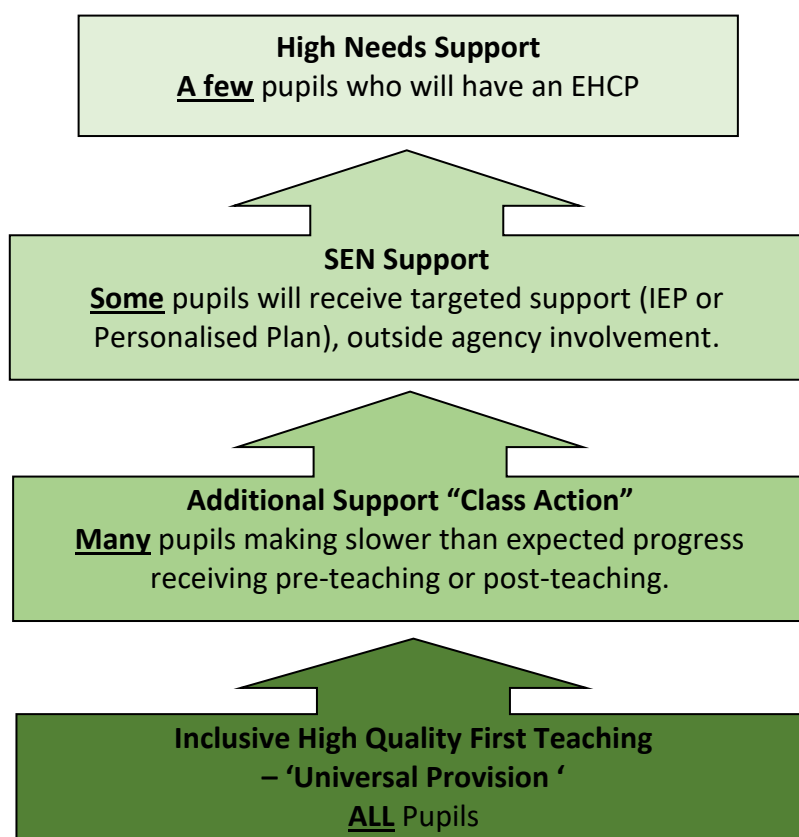 High Needs Support
A few pupils who will have an EHCP
SEN Support
Some pupils will receive targeted support (IEP or
Personalised Plan), outside agency involvement.
Additional Support “Class Action”
Many pupils making slower than expected progress
receiving pre-teaching or post-teaching.
Inclusive High Quality First Teaching
– ‘Universal Provision ‘
ALL Pupils